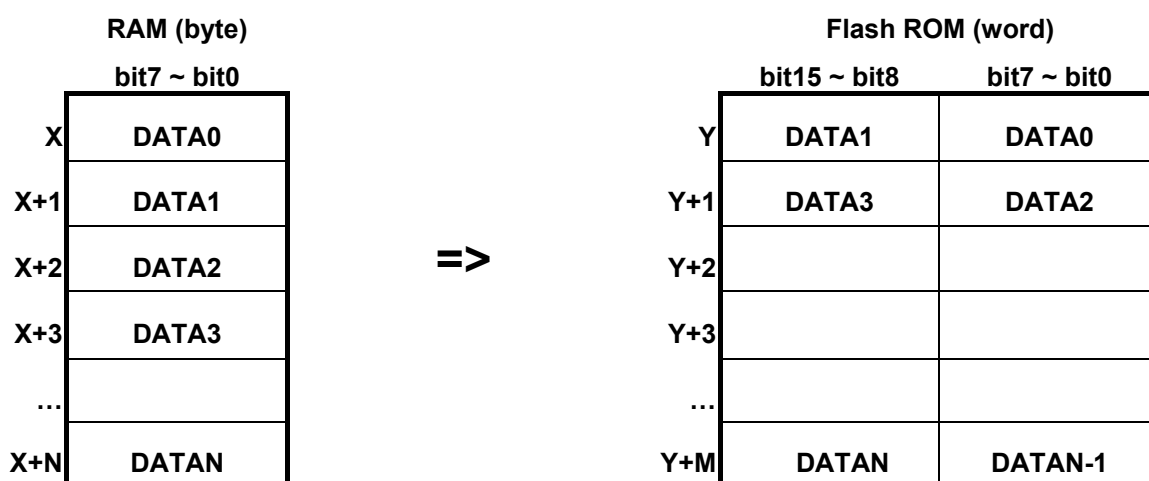 RAM (byte) Flash ROM (word)
bit7 ~ bit0 bit15 ~ bit8 bit7 ~ bit0
X DATA0 Y DATA1 DATA0
X+1 DATA1 Y+1 DATA3 DATA2
X+2 DATA2 => Y+2
X+3 DATA3 Y+3
... ...
X+N DATAN Y+M DATAN DATAN-1